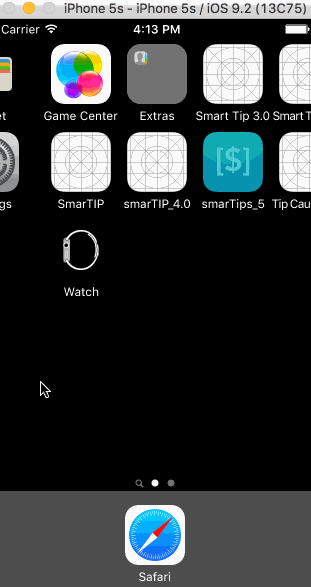 iPhone 5s - iPhone 5s / iOS 9.2 (13C75)
Carrier 4:13 PM
et Game Center Extras Smart Tip 3.0 Smart T
[$]
gs SmarTIP smarTIP_4.0 smarTips_5 Tip Cau
Watch
Safari